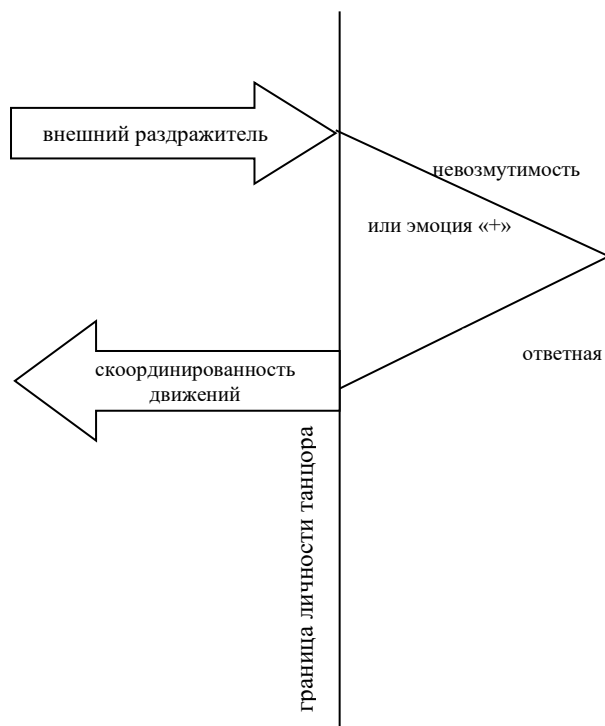 внешний раздражитель
невозмутимость
или эмоция «+»
ответная
скоординированность
движений
граница личности танцора